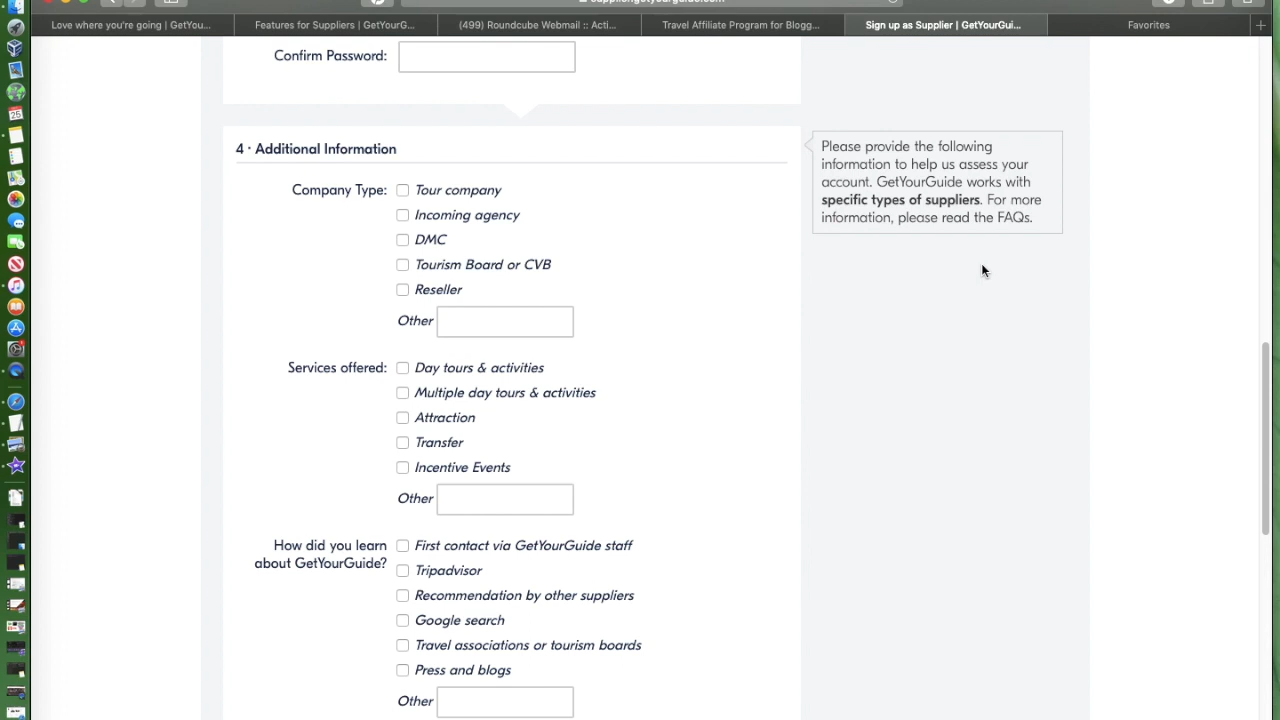 suppliergetyourguide.com
Love where you're going | GetYou...
Features for Suppliers | GetYourG...
(499) Roundcube Webmail :: Acti...
Travel Affiliate Program for Blogg...
Sign up as Supplier | GetYourGui...
Favorites
Confirm Password:
4 · Additional Information
Please provide the following
information to help us assess your
account. GetYourGuide works with
specific types of suppliers. For more
information, please read the FAQs.
Company Type:
Tour company
Incoming agency
DMC
Tourism Board or CVB
Reseller
Other
Services offered:
Day tours & activities
Multiple day tours & activities
Attraction
Transfer
Incentive Events
Other
How did you learn
about GetYourGuide?
First contact via GetYourGuide staff
Tripadvisor
Recommendation by other suppliers
Google search
Travel associations or tourism boards
Press and blogs
Other
25